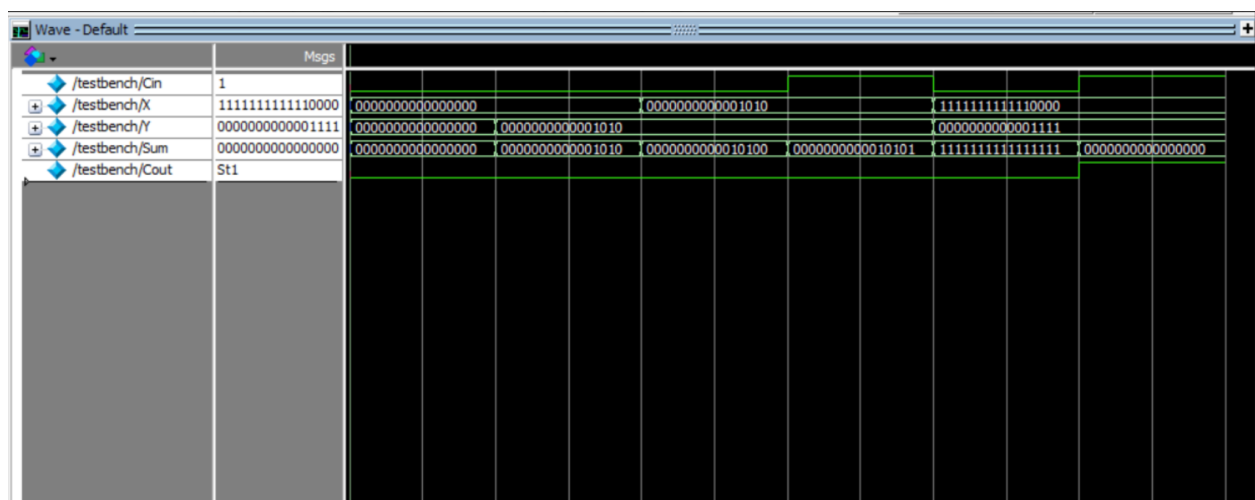 Wave - Default
Msgs
/testbench/Cin 1
/testbench/X 1111111111110000 0000000000000000 0000000000001010 1111111111110000
/testbench/Y 0000000000001111 0000000000000000 0000000000001010 0000000000001111
/testbench/Sum 0000000000000000 0000000000000000 0000000000001010 0000000000010100 0000000000010101 1111111111111111 0000000000000000
/testbench/Cout St1